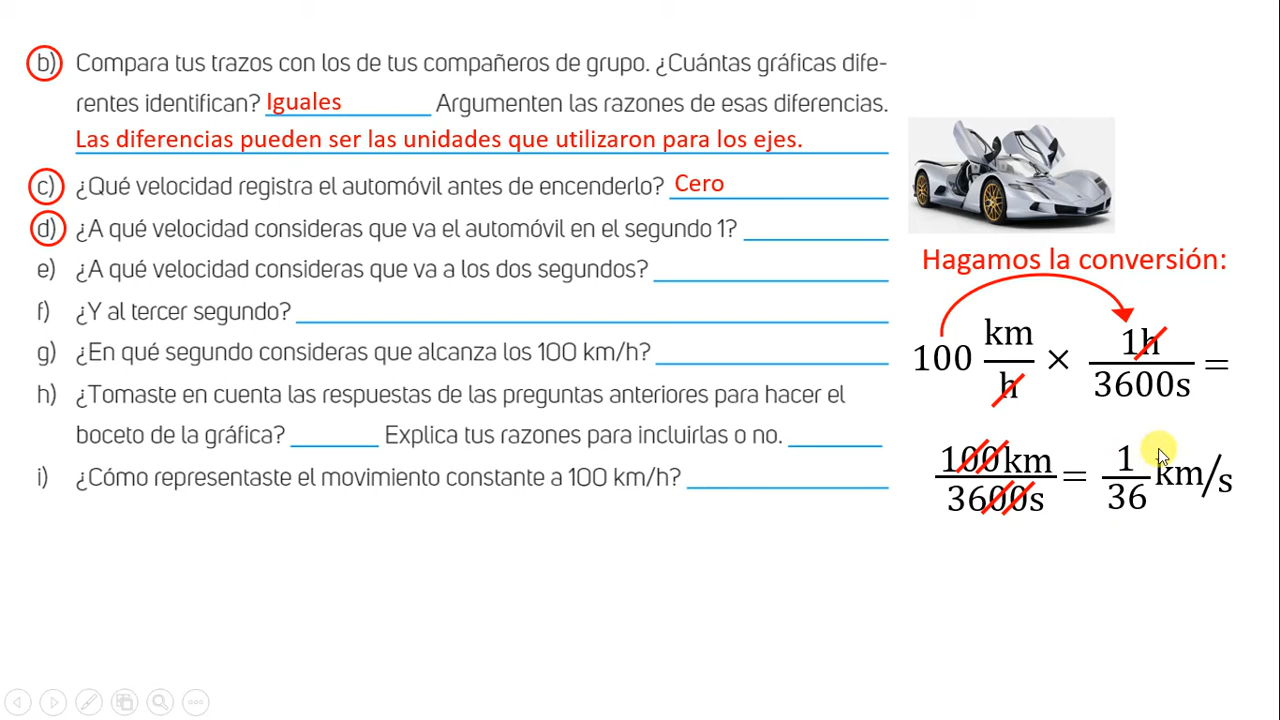 b) Compara tus trazos con los de tus compañeros de grupo. ¿Cuántas gráficas dife-
rentes identifican? Iguales Argumenten las razones de esas diferencias.
Las diferencias pueden ser las unidades que utilizaron para los ejes.
c) ¿Qué velocidad registra el automóvil antes de encenderlo? Cero
d) ¿A qué velocidad consideras que va el automóvil en el segundo 1?
e) ¿A qué velocidad consideras que va a los dos segundos?
f) ¿Y al tercer segundo?
g) ¿En qué segundo consideras que alcanza los 100 km/h?
h) ¿Tomaste en cuenta las respuestas de las preguntas anteriores para hacer el
boceto de la gráfica? Explica tus razones para incluirlas o no.
i) ¿Cómo representaste el movimiento constante a 100 km/h?
Hagamos la conversión:
100 km/h × 1h/3600s =
100km/3600s = 1/36 km/s